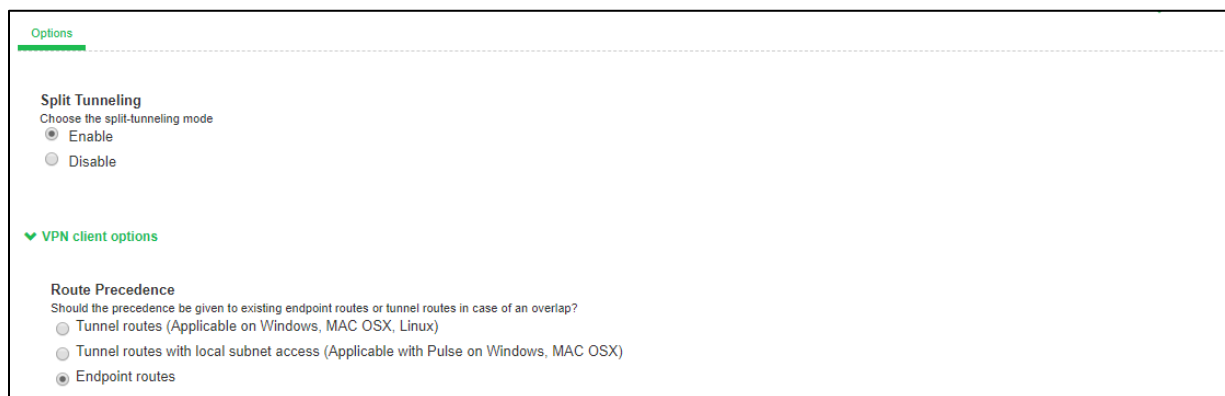 Options
Split Tunneling
Choose the split-tunneling mode
Enable
Disable
VPN client options
Route Precedence
Should the precedence be given to existing endpoint routes or tunnel routes in case of an overlap?
Tunnel routes (Applicable on Windows, MAC OSX, Linux)
Tunnel routes with local subnet access (Applicable with Pulse on Windows, MAC OSX)
Endpoint routes